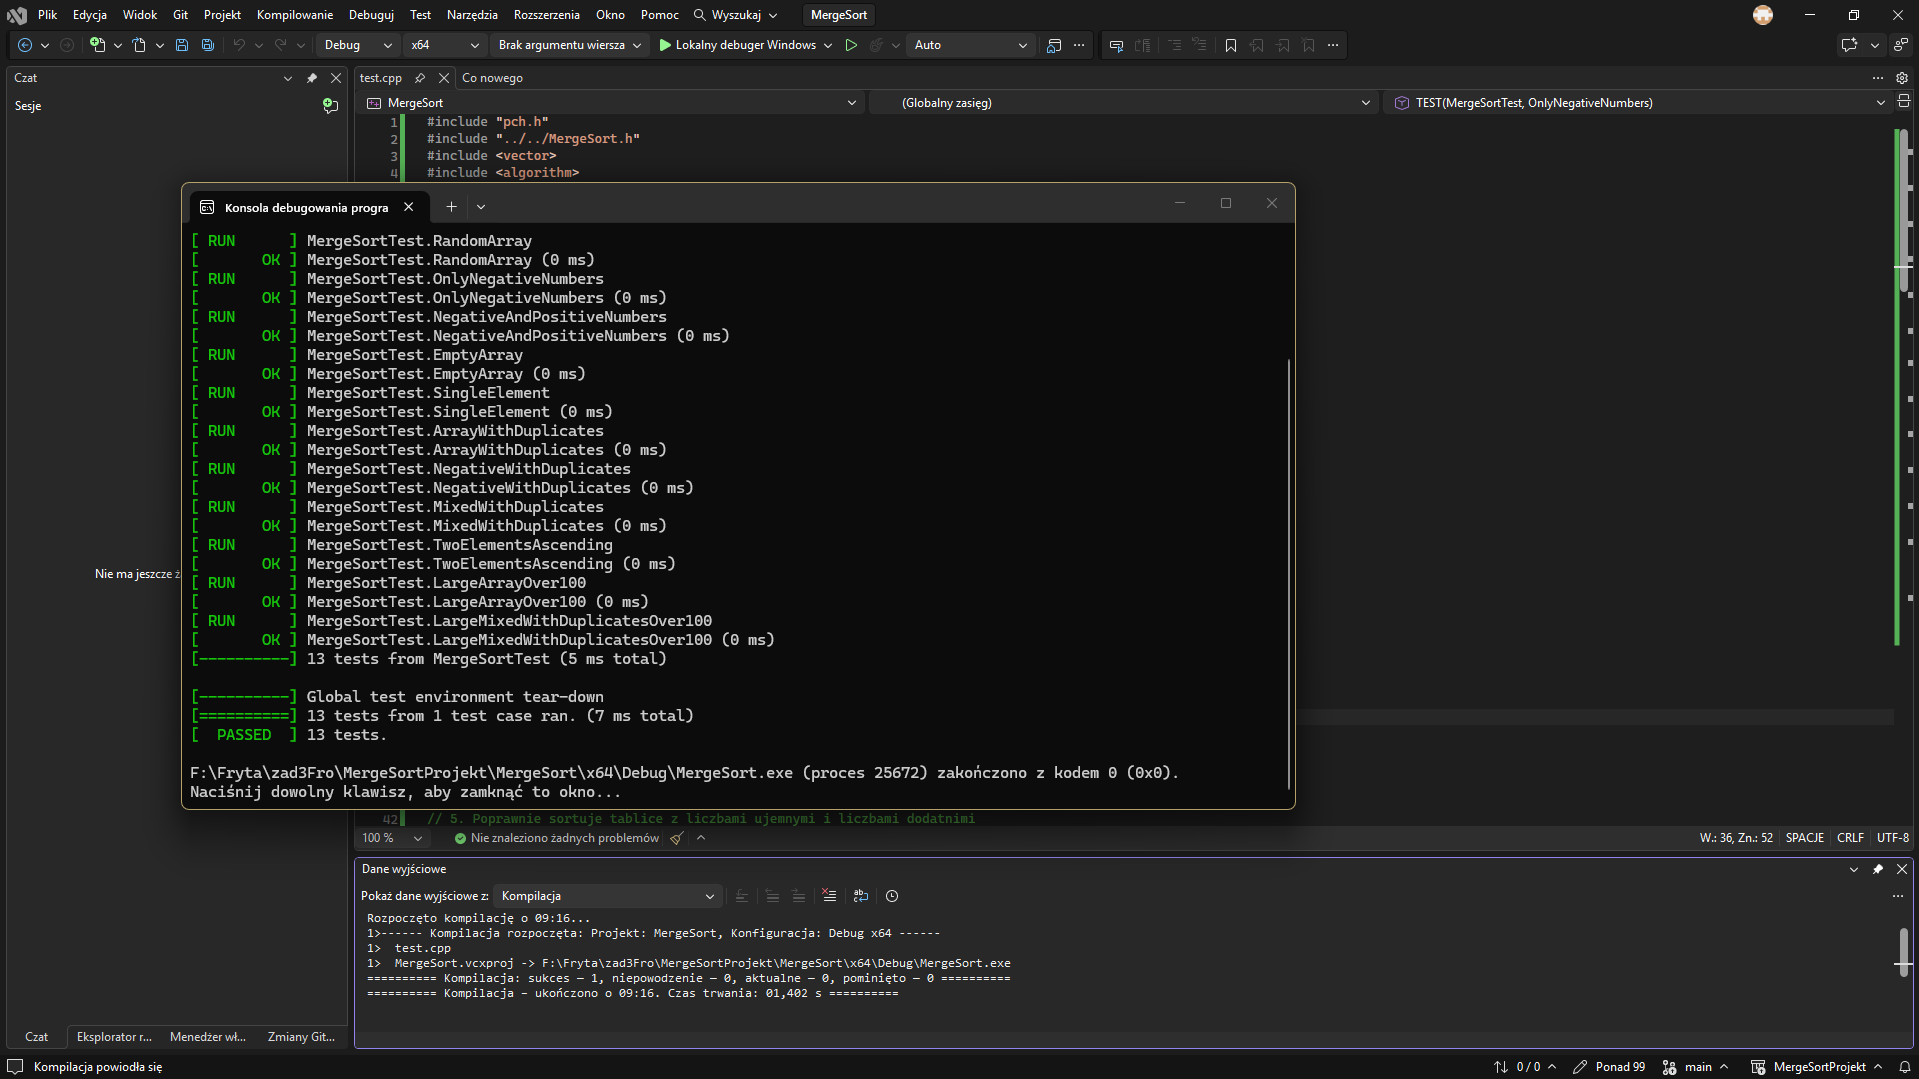 Plik Edycja Widok Git Projekt Kompilowanie Debuguj Test Narzędzia Rozszerzenia Okno Pomoc Wyszukaj MergeSort
Debug x64 Brak argumentu wiersza Lokalny debuger Windows Auto
Czat
Sesje
test.cpp Co nowego
MergeSort (Globalny zasięg) TEST(MergeSortTest, OnlyNegativeNumbers)
1 #include "pch.h"
2 #include "../../MergeSort.h"
3 #include <vector>
4 #include <algorithm>
Konsola debugowania progra
[ RUN      ] MergeSortTest.RandomArray
[       OK ] MergeSortTest.RandomArray (0 ms)
[ RUN      ] MergeSortTest.OnlyNegativeNumbers
[       OK ] MergeSortTest.OnlyNegativeNumbers (0 ms)
[ RUN      ] MergeSortTest.NegativeAndPositiveNumbers
[       OK ] MergeSortTest.NegativeAndPositiveNumbers (0 ms)
[ RUN      ] MergeSortTest.EmptyArray
[       OK ] MergeSortTest.EmptyArray (0 ms)
[ RUN      ] MergeSortTest.SingleElement
[       OK ] MergeSortTest.SingleElement (0 ms)
[ RUN      ] MergeSortTest.ArrayWithDuplicates
[       OK ] MergeSortTest.ArrayWithDuplicates (0 ms)
[ RUN      ] MergeSortTest.NegativeWithDuplicates
[       OK ] MergeSortTest.NegativeWithDuplicates (0 ms)
[ RUN      ] MergeSortTest.MixedWithDuplicates
[       OK ] MergeSortTest.MixedWithDuplicates (0 ms)
[ RUN      ] MergeSortTest.TwoElementsAscending
[       OK ] MergeSortTest.TwoElementsAscending (0 ms)
[ RUN      ] MergeSortTest.LargeArrayOver100
[       OK ] MergeSortTest.LargeArrayOver100 (0 ms)
[ RUN      ] MergeSortTest.LargeMixedWithDuplicatesOver100
[       OK ] MergeSortTest.LargeMixedWithDuplicatesOver100 (0 ms)
[----------] 13 tests from MergeSortTest (5 ms total)
[----------] Global test environment tear-down
[==========] 13 tests from 1 test case ran. (7 ms total)
[  PASSED  ] 13 tests.
F:\Fryta\zad3Fro\MergeSortProjekt\MergeSort\x64\Debug\MergeSort.exe (proces 25672) zakończono z kodem 0 (0x0).
Naciśnij dowolny klawisz, aby zamknąć to okno...
Nie ma jeszcze ż
42 // 5. Poprawnie sortuje tablice z liczbami ujemnymi i liczbami dodatnimi
100 % Nie znaleziono żadnych problemów W.: 36, Zn.: 52 SPACJE CRLF UTF-8
Dane wyjściowe
Pokaż dane wyjściowe z: Kompilacja
Rozpoczęto kompilację o 09:16...
1>------ Kompilacja rozpoczęta: Projekt: MergeSort, Konfiguracja: Debug x64 ------
1>  test.cpp
1>  MergeSort.vcxproj -> F:\Fryta\zad3Fro\MergeSortProjekt\MergeSort\x64\Debug\MergeSort.exe
========== Kompilacja: sukces — 1, niepowodzenie — 0, aktualne — 0, pominięto — 0 ==========
========== Kompilacja - ukończono o 09:16. Czas trwania: 01,402 s ==========
Czat Eksplorator r... Menedżer wł... Zmiany Git...
Kompilacja powiodła się 0 / 0 Ponad 99 main MergeSortProjekt